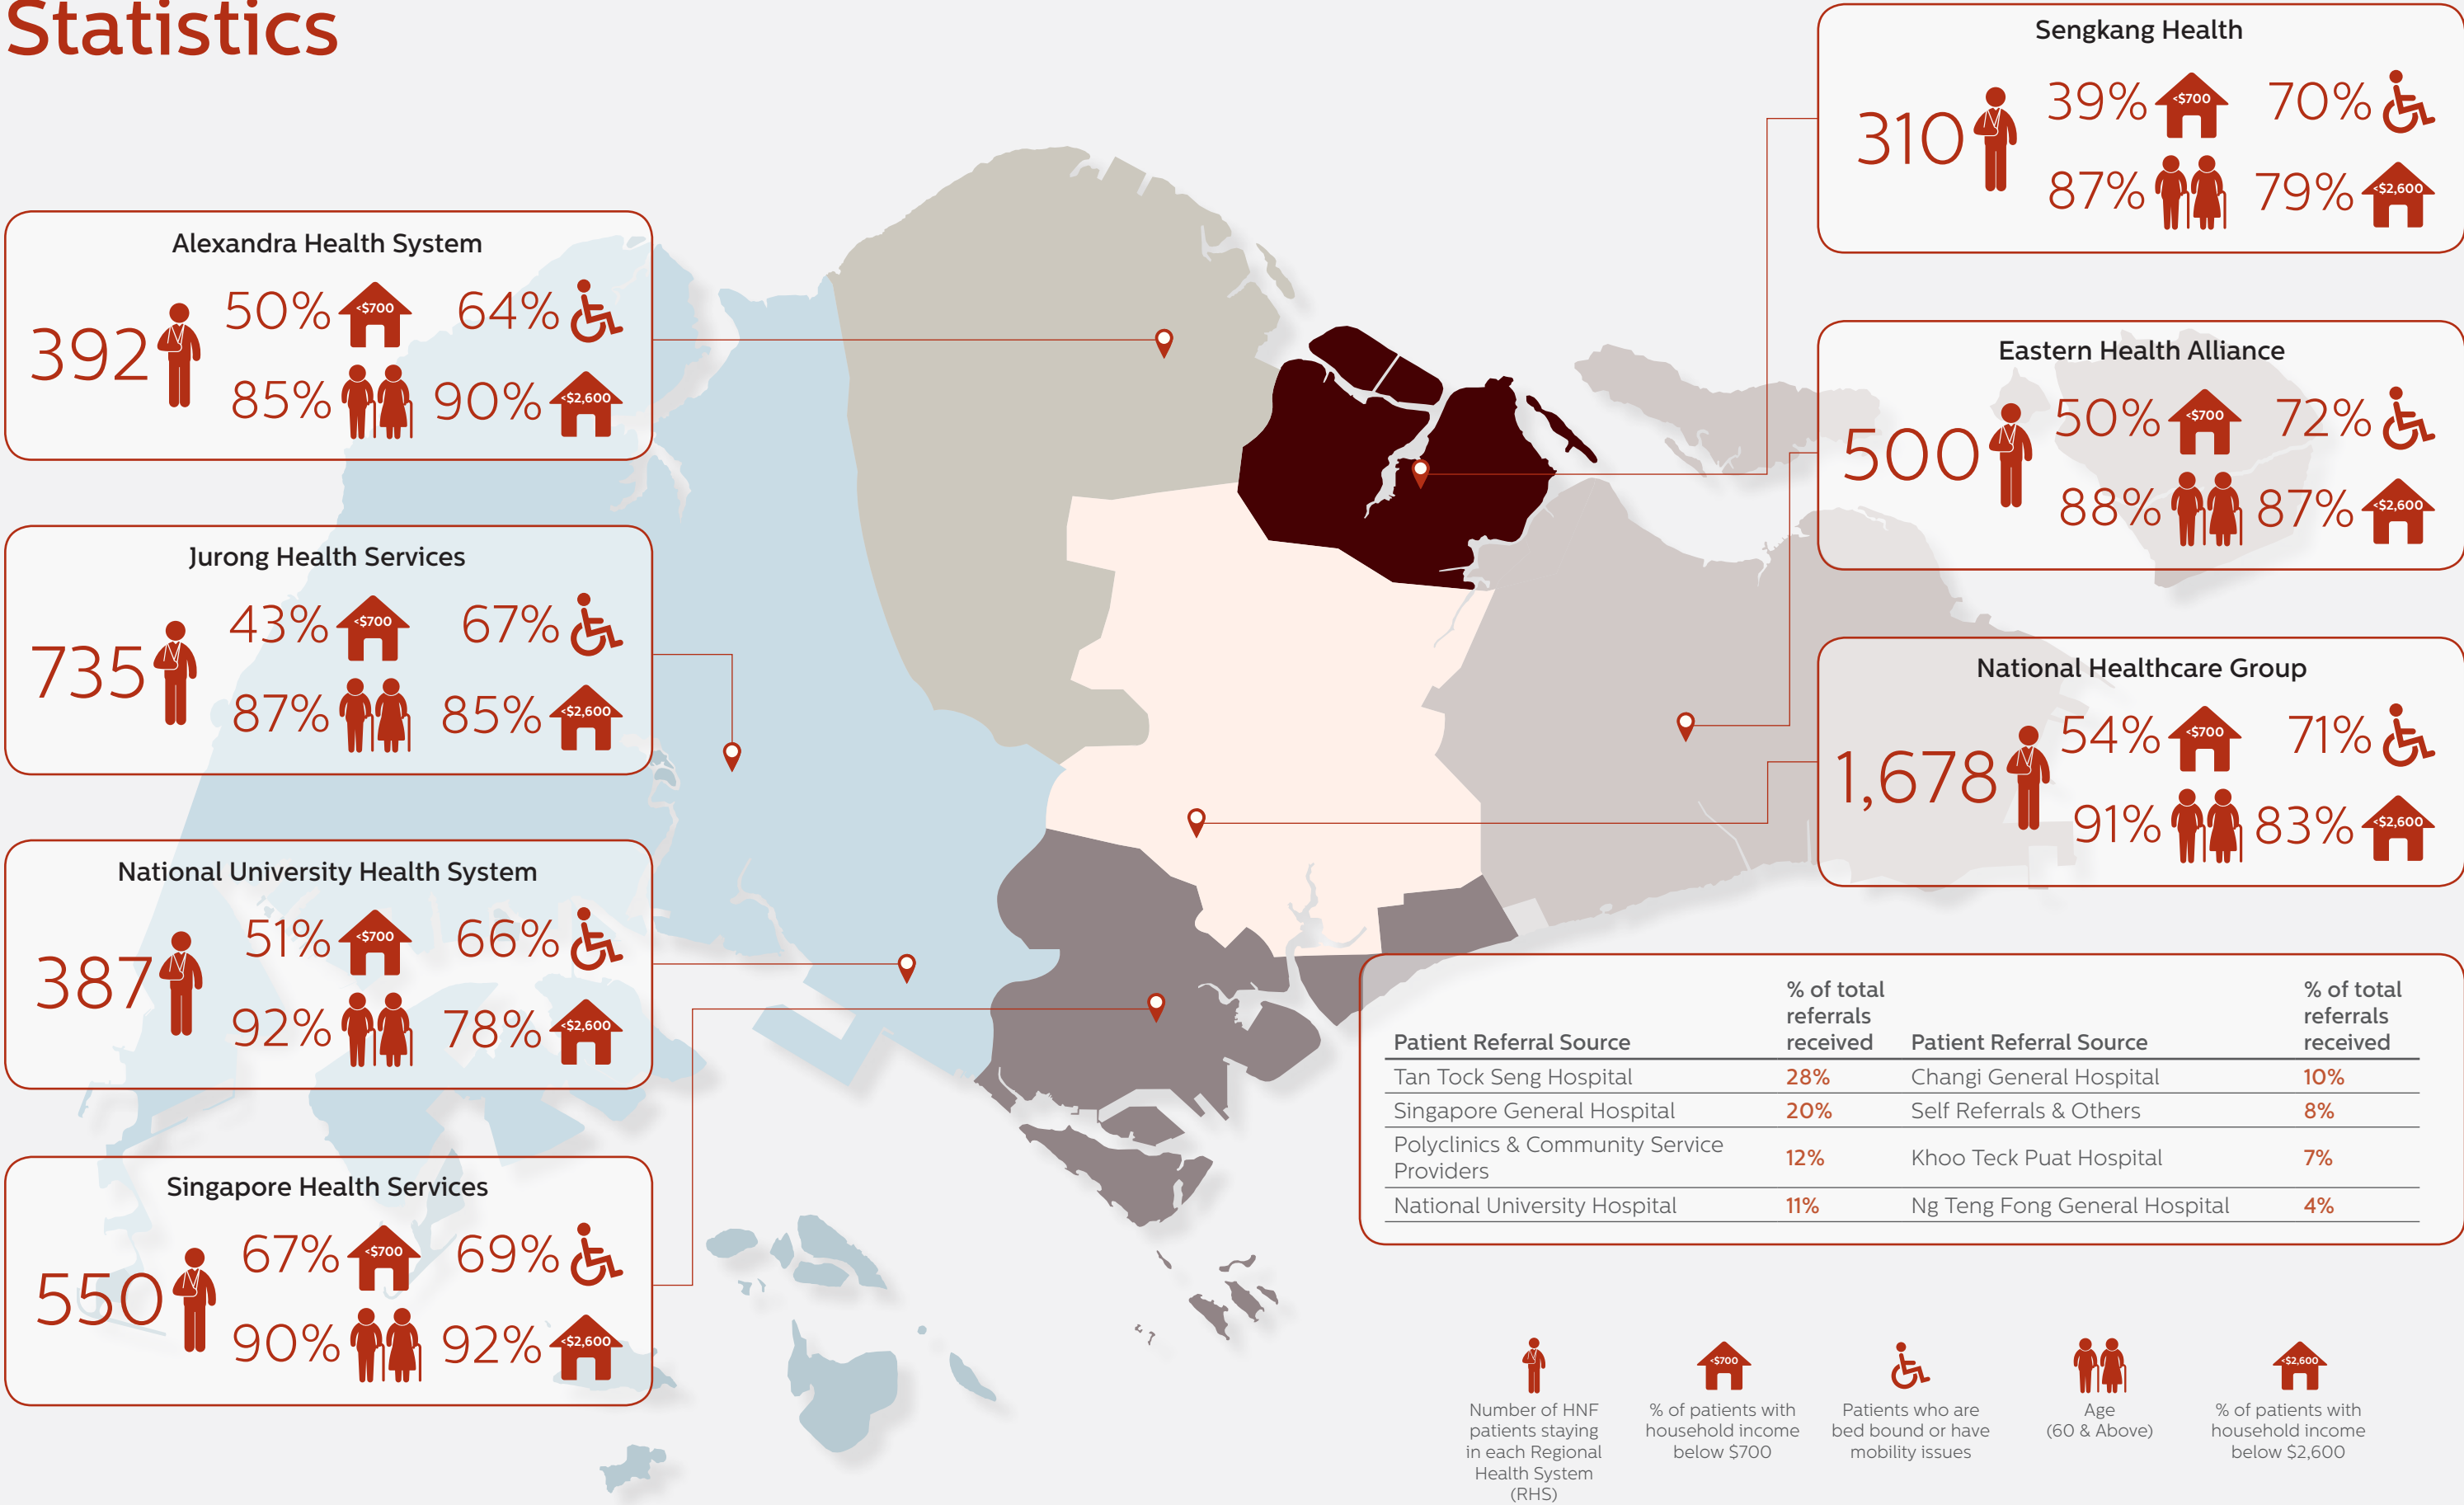 Statistics
Alexandra Health System
392
50%
<$700
64%
85%
90%
<$2,600
Jurong Health Services
735
43%
<$700
67%
87%
85%
<$2,600
National University Health System
387
51%
<$700
66%
92%
78%
<$2,600
Singapore Health Services
550
67%
<$700
69%
90%
92%
<$2,600
Sengkang Health
310
39%
<$700
70%
87%
79%
<$2,600
Eastern Health Alliance
500
50%
<$700
72%
88%
87%
<$2,600
National Healthcare Group
1,678
54%
<$700
71%
91%
83%
<$2,600
Patient Referral Source
% of total
referrals
received
Patient Referral Source
% of total
referrals
received
Tan Tock Seng Hospital 28% Changi General Hospital 10%
Singapore General Hospital 20% Self Referrals & Others 8%
Polyclinics & Community Service
Providers
12% Khoo Teck Puat Hospital 7%
National University Hospital 11% Ng Teng Fong General Hospital 4%
Number of HNF
patients staying
in each Regional
Health System
(RHS)
<$700
% of patients with
household income
below $700
Patients who are
bed bound or have
mobility issues
Age
(60 & Above)
<$2,600
% of patients with
household income
below $2,600